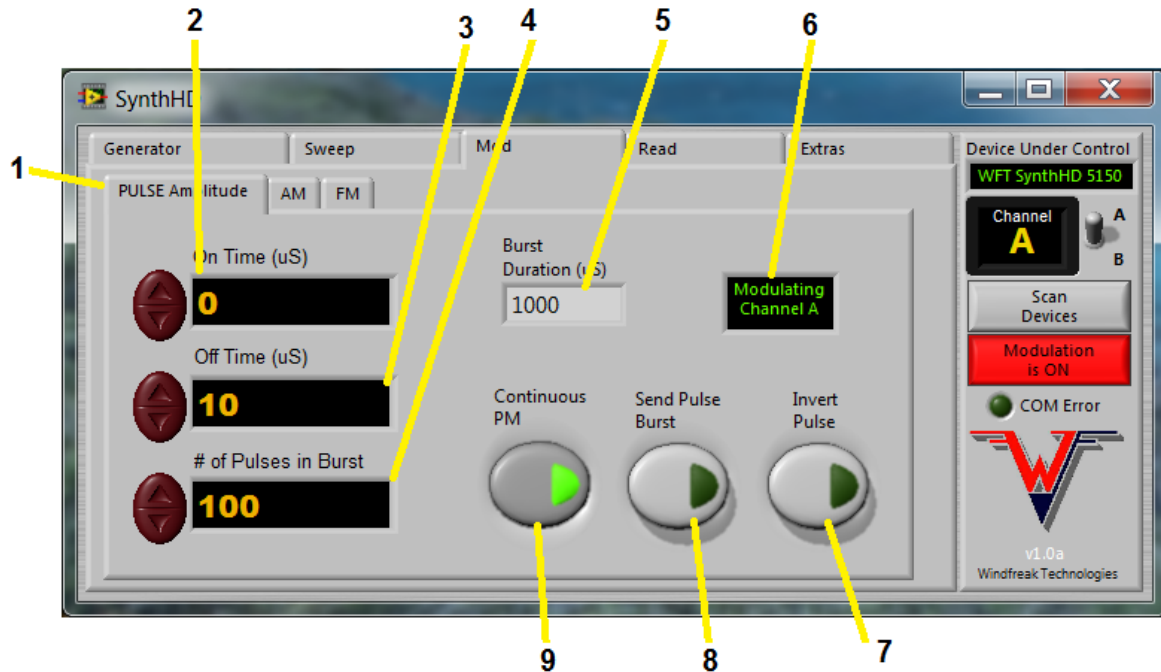 2 3 4 5 6
SynthHD
Generator Sweep Mod Read Extras
1
PULSE Amplitude AM FM
On Time (uS)
0
Off Time (uS)
10
# of Pulses in Burst
100
Burst
Duration (uS)
1000
Modulating
Channel A
Continuous
PM
Send Pulse
Burst
Invert
Pulse
Device Under Control
WFT SynthHD 5150
Channel
A
A
B
Scan
Devices
Modulation
is ON
COM Error
W
v1.0a
Windfreak Technologies
9 8 7